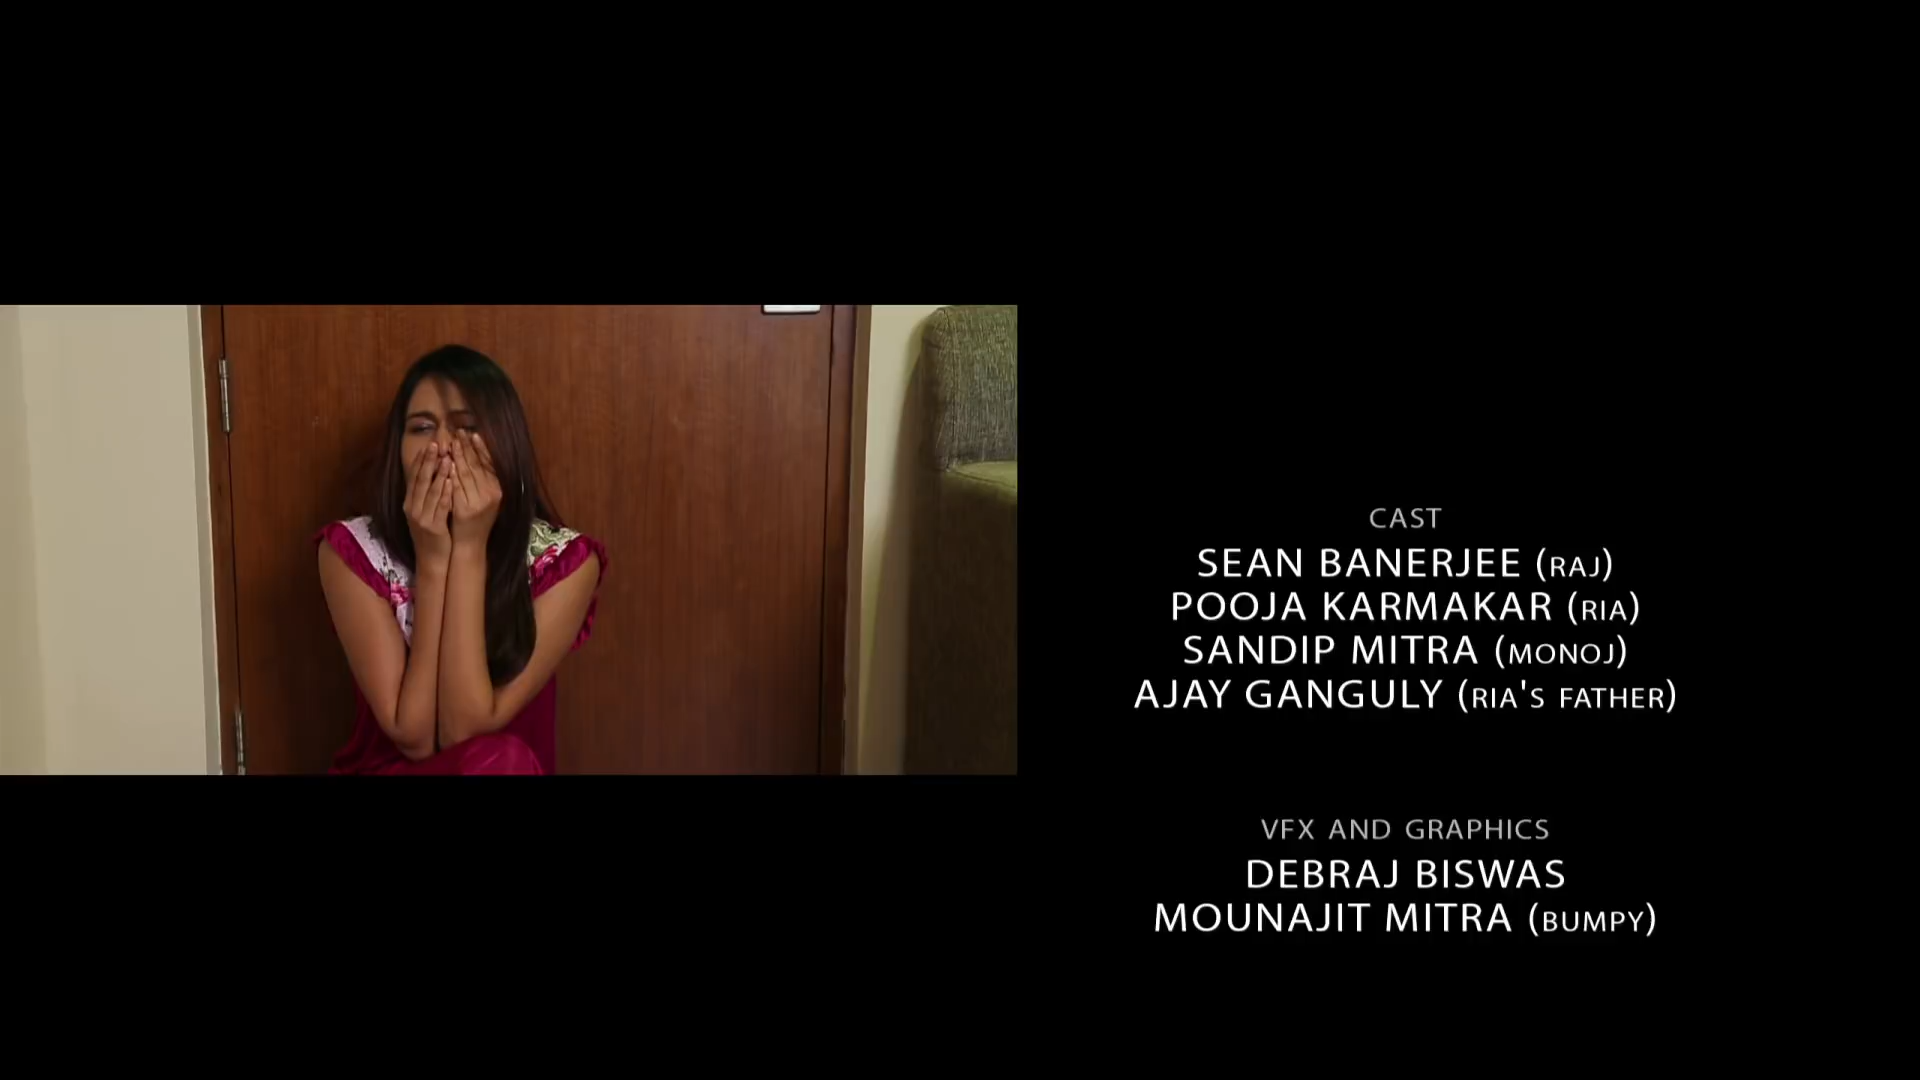 CAST
SEAN BANERJEE (RAJ)
POOJA KARMAKAR (RIA)
SANDIP MITRA (MONOJ)
AJAY GANGULY (RIA'S FATHER)
VFX AND GRAPHICS
DEBRAJ BISWAS
MOUNAJIT MITRA (BUMPY)